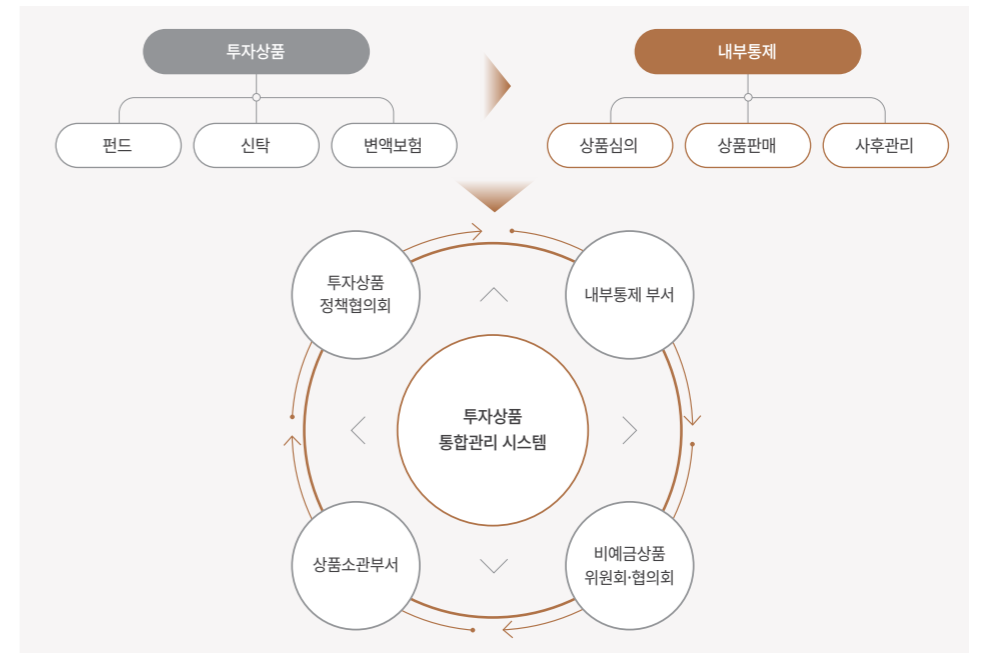 투자상품
내부통제
펀드
신탁
변액보험
상품심의
상품판매
사후관리
투자상품
정책협의회
내부통제 부서
투자상품
통합관리 시스템
상품소관부서
비예금상품
위원회·협의회